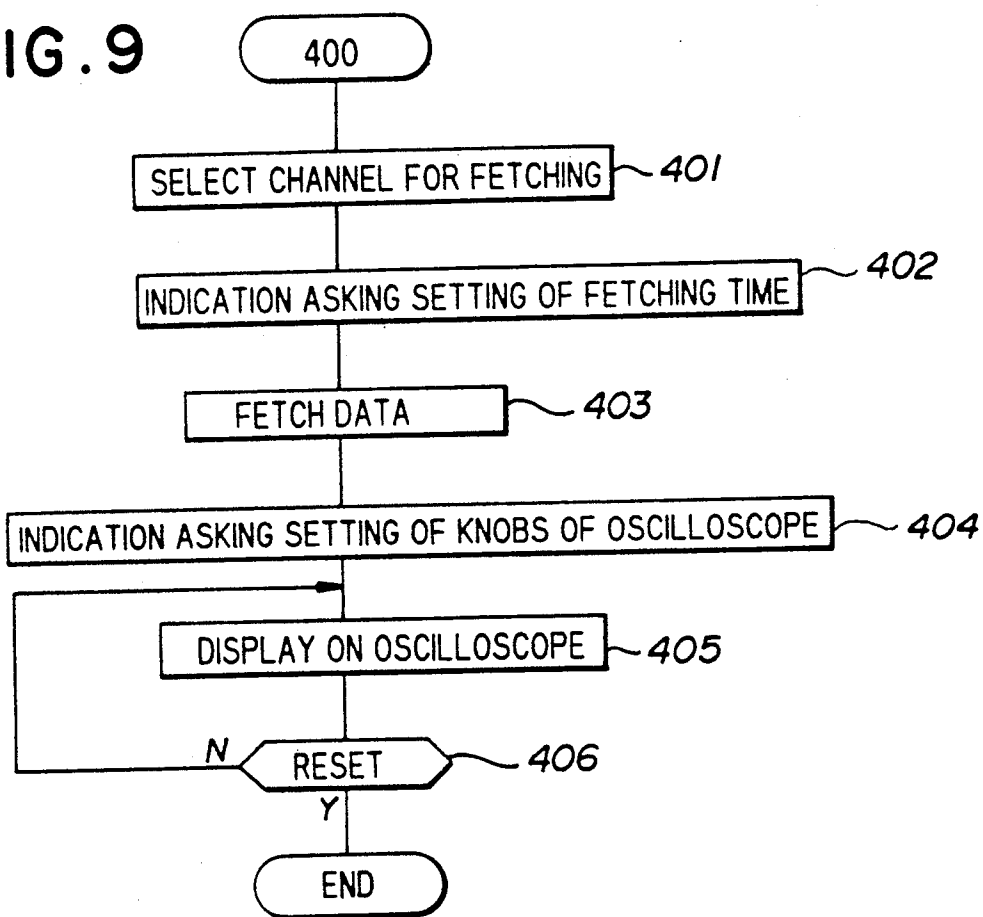 IG. 9
400
SELECT CHANNEL FOR FETCHING
401
INDICATION ASKING SETTING OF FETCHING TIME
402
FETCH DATA
403
INDICATION ASKING SETTING OF KNOBS OF OSCILLOSCOPE
404
DISPLAY ON OSCILLOSCOPE
405
N
RESET
406
Y
END